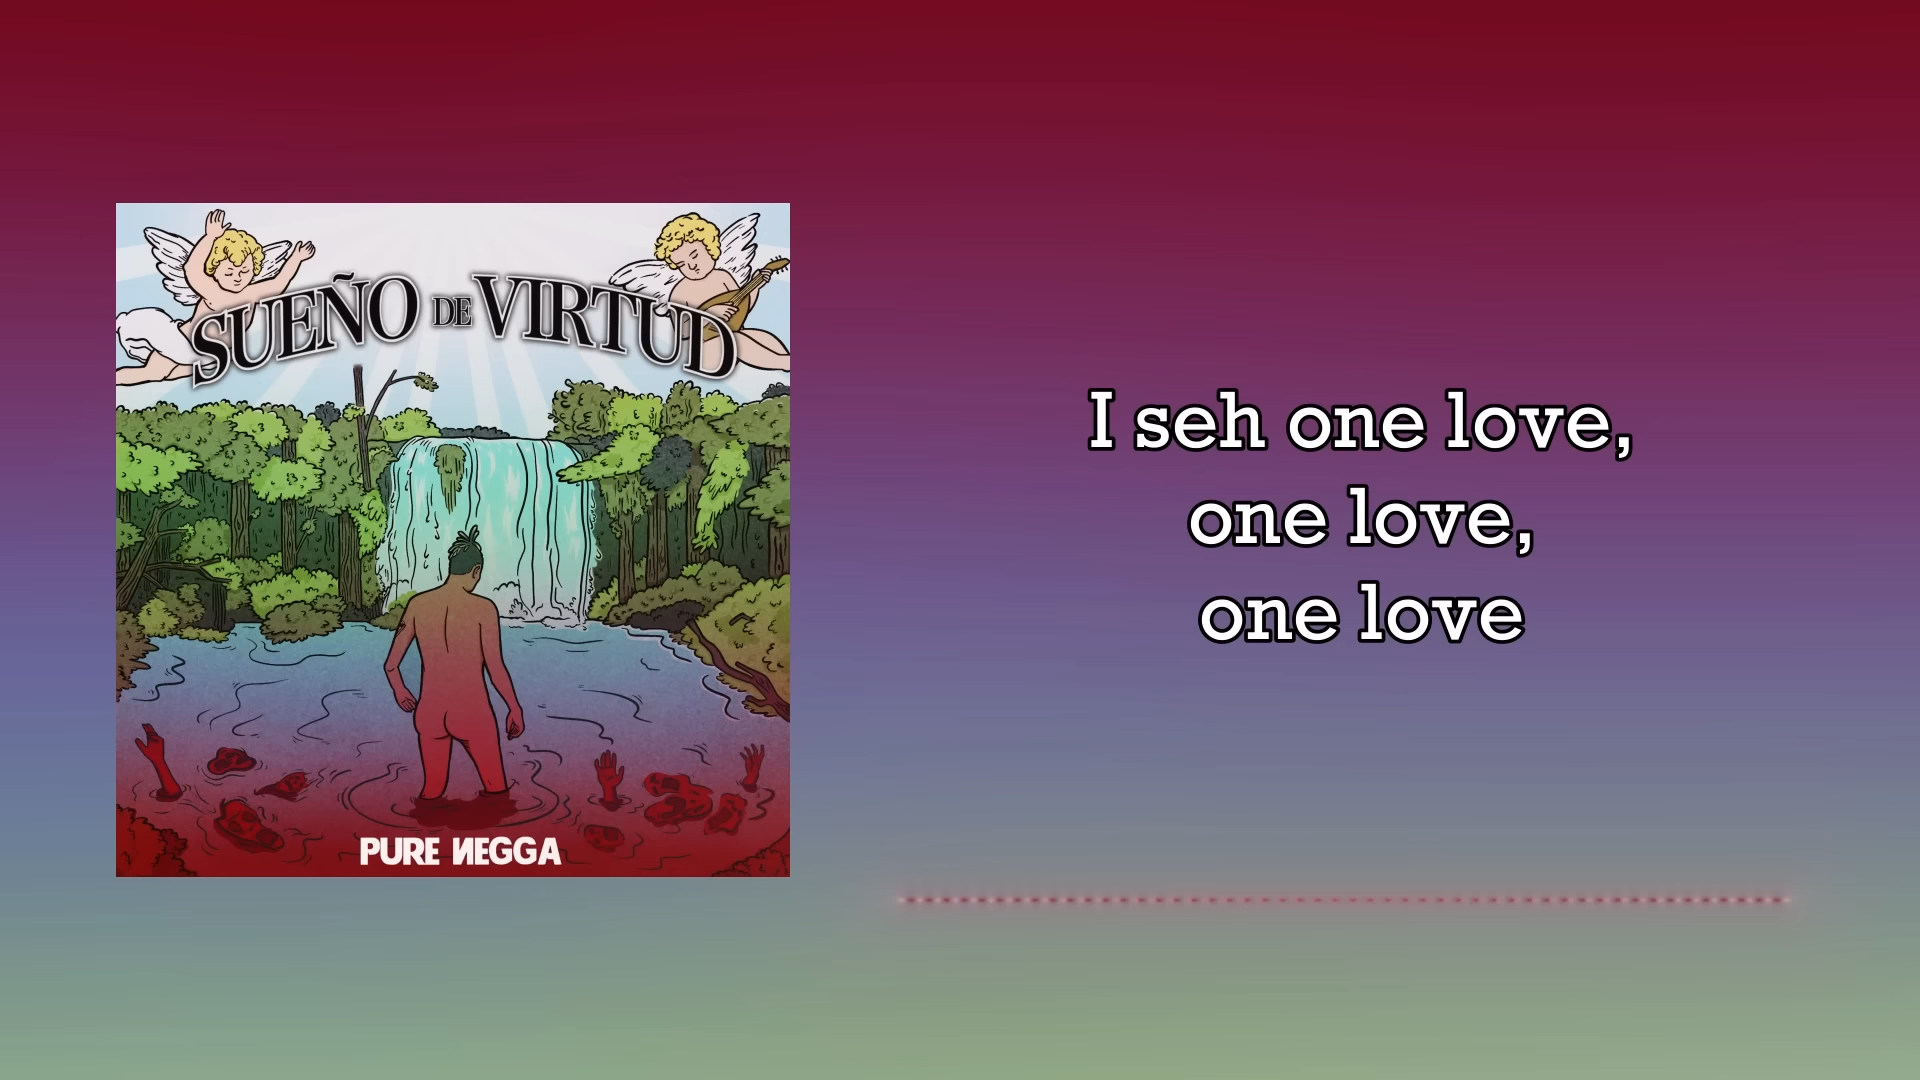 SUEÑO DE VIRTUD
PURE NEGGA
I seh one love,
one love,
one love